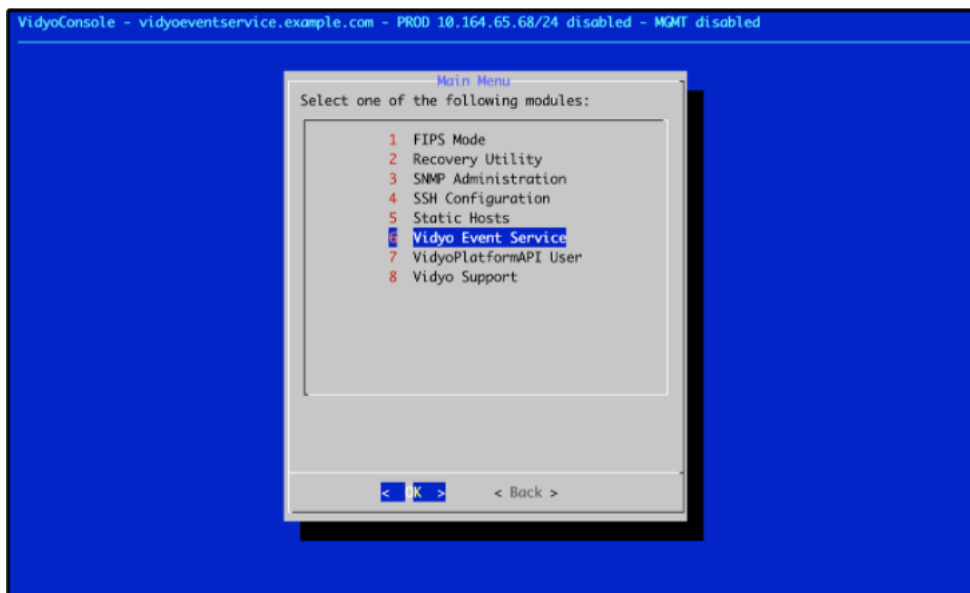 VidyoConsole - vidyoeventservice.example.com - PROD 10.164.65.68/24 disabled - MGMT disabled
Main Menu
Select one of the following modules:
1 FIPS Mode
2 Recovery Utility
3 SNMP Administration
4 SSH Configuration
5 Static Hosts
6 Vidyo Event Service
7 VidyoPlatformAPI User
8 Vidyo Support
< OK > < Back >